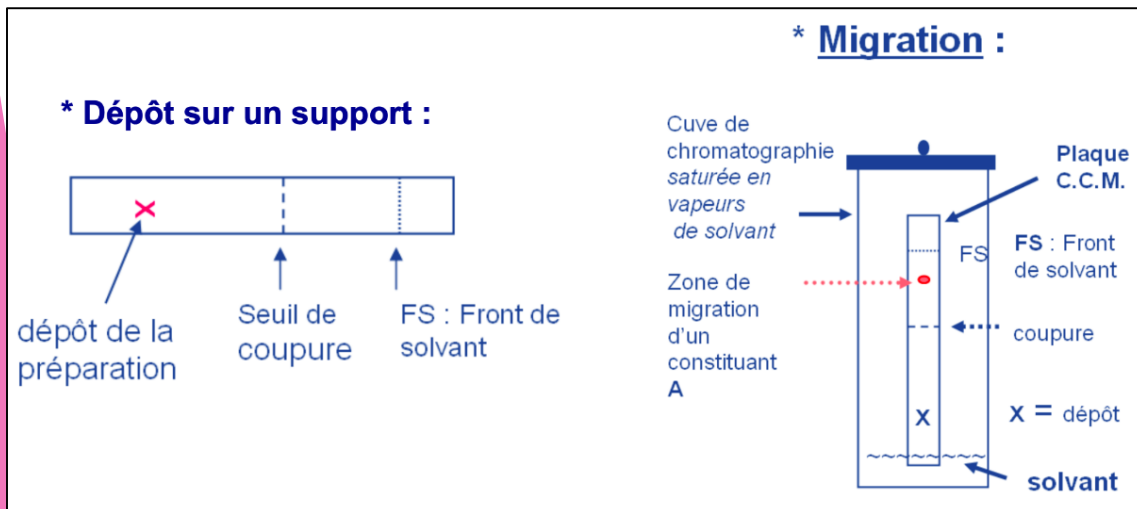 * Migration :
* Dépôt sur un support :
X
dépôt de la
préparation
Seuil de
coupure
FS : Front de
solvant
Cuve de
chromatographie
saturée en
vapeurs
de solvant
Zone de
migration
d'un
constituant
A
FS
X
Plaque
C.C.M.
FS : Front
de solvant
coupure
x = dépôt
solvant